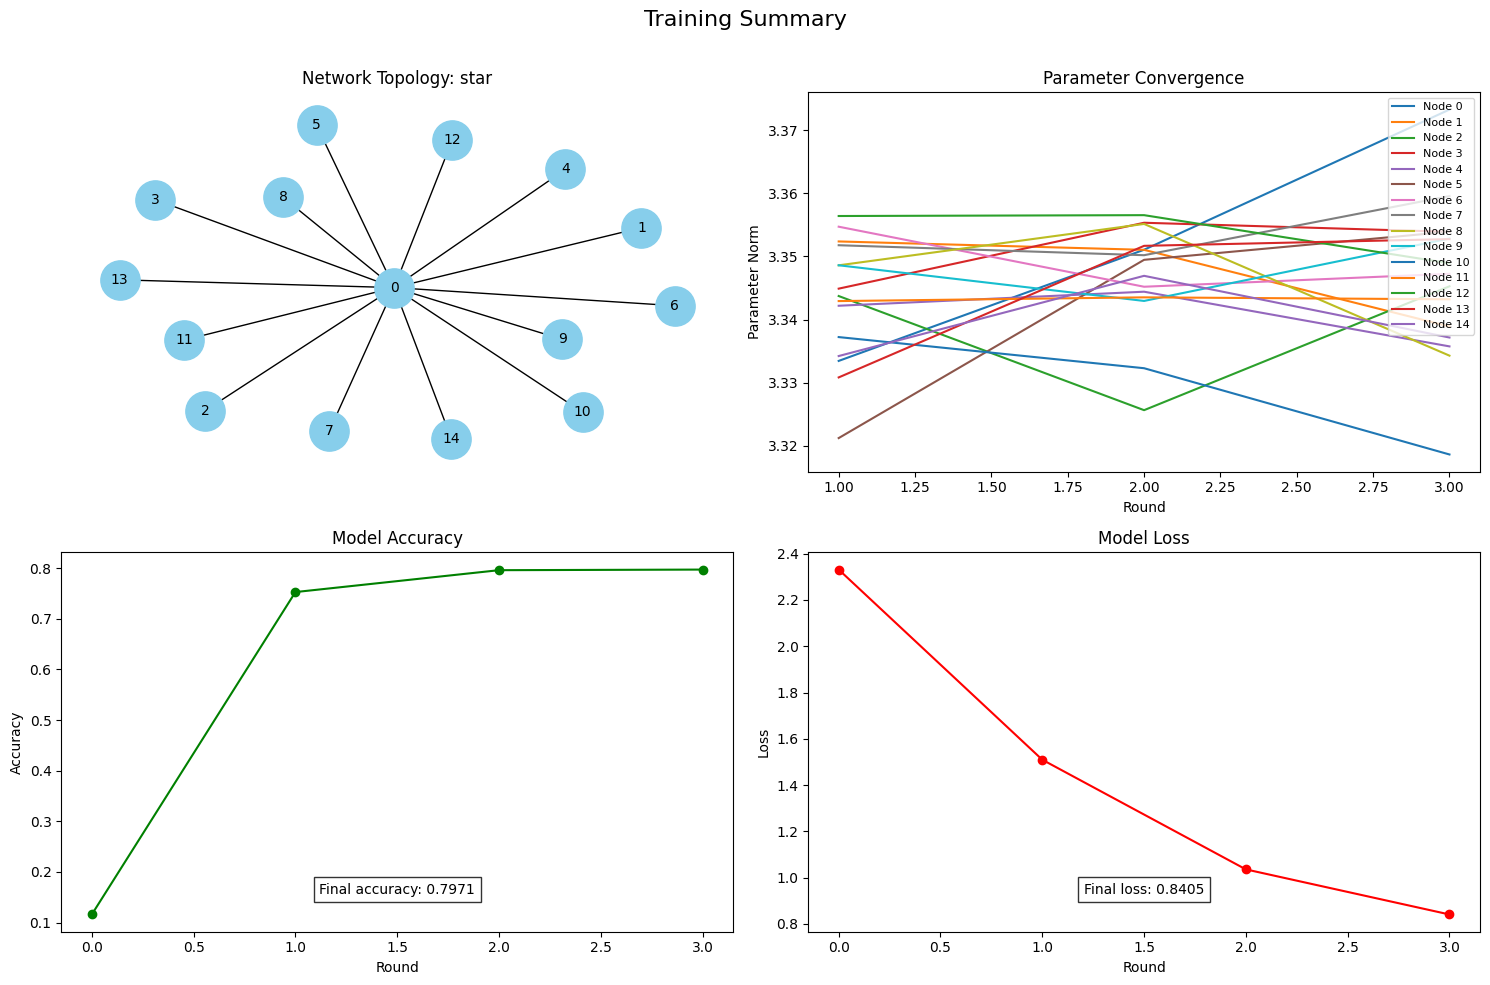 Training Summary
Network Topology: star
5
12
4
3
8
1
13
0
6
11
9
2
10
7
14
Parameter Convergence
Parameter Norm
3.37
3.36
3.35
3.34
3.33
3.32
Node 0
Node 1
Node 2
Node 3
Node 4
Node 5
Node 6
Node 7
Node 8
Node 9
Node 10
Node 11
Node 12
Node 13
Node 14
1.00 1.25 1.50 1.75 2.00 2.25 2.50 2.75 3.00
Round
Model Accuracy
Accuracy
0.8
0.7
0.6
0.5
0.4
0.3
0.2
0.1
Final accuracy: 0.7971
0.0 0.5 1.0 1.5 2.0 2.5 3.0
Round
Model Loss
Loss
2.4
2.2
2.0
1.8
1.6
1.4
1.2
1.0
0.8
Final loss: 0.8405
0.0 0.5 1.0 1.5 2.0 2.5 3.0
Round